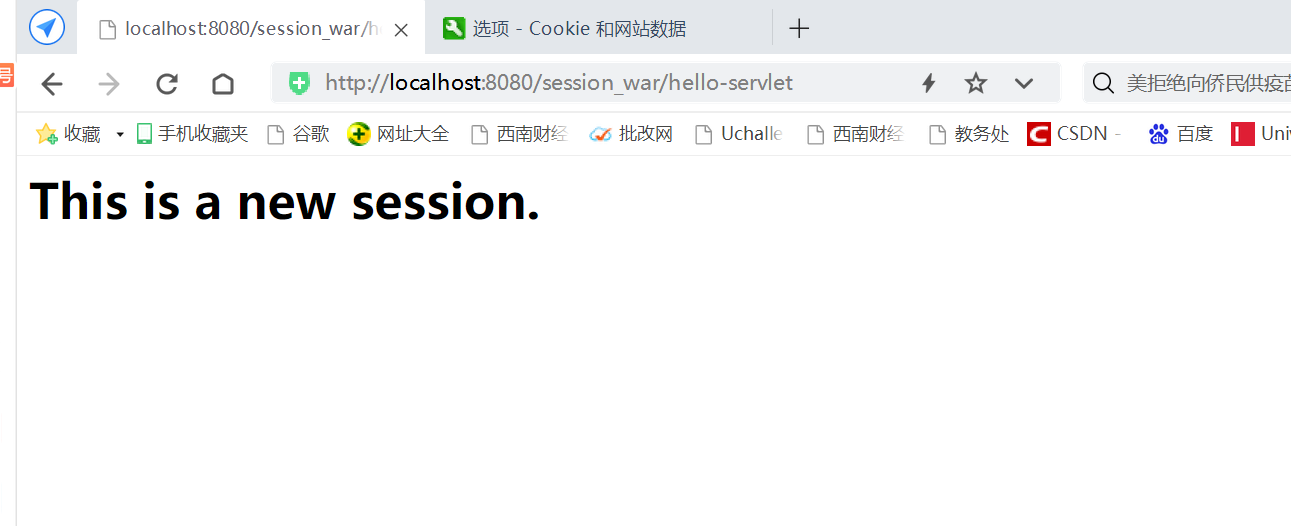 localhost:8080/session_war/h
选项 - Cookie 和网站数据
号
http://localhost:8080/session_war/hello-servlet
美拒绝向侨民供疫苗
收藏 手机收藏夹 谷歌 网址大全 西南财经 批改网 Uchalle 西南财经 教务处 CSDN - 百度 Uni
This is a new session.